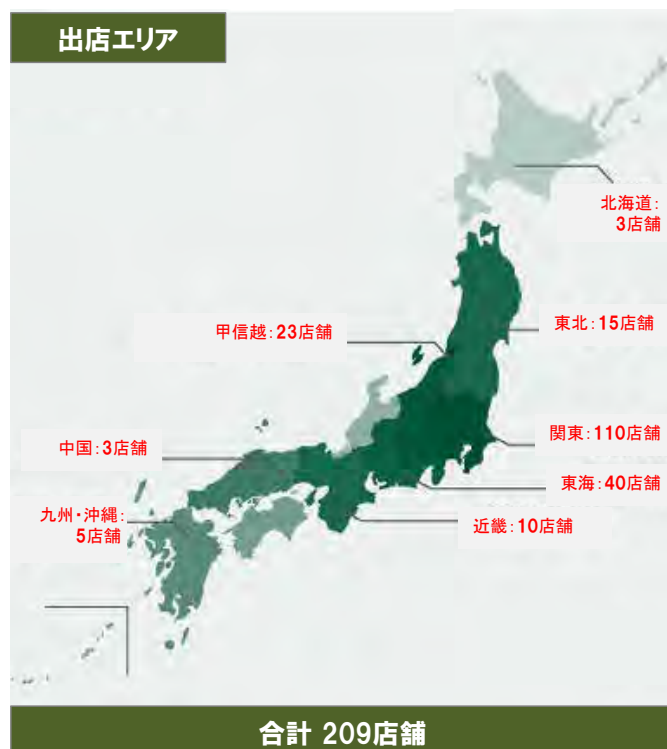 出店エリア
北海道：
3店舗
東北：15店舗
甲信越：23店舗
関東：110店舗
中国：3店舗
東海：40店舗
九州・沖縄：
5店舗
近畿：10店舗
合計 209店舗